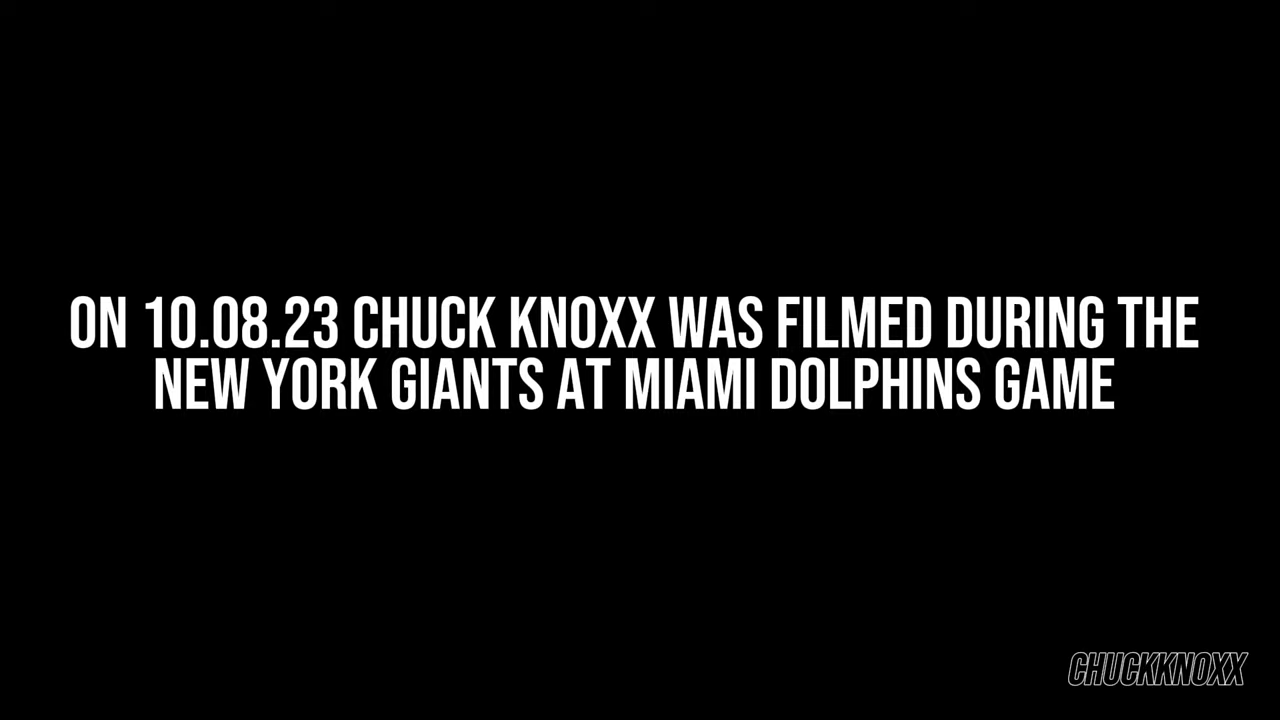 ON 10.08.23 CHUCK KNOXX WAS FILMED DURING THE
NEW YORK GIANTS AT MIAMI DOLPHINS GAME
CHUCKKNOXX